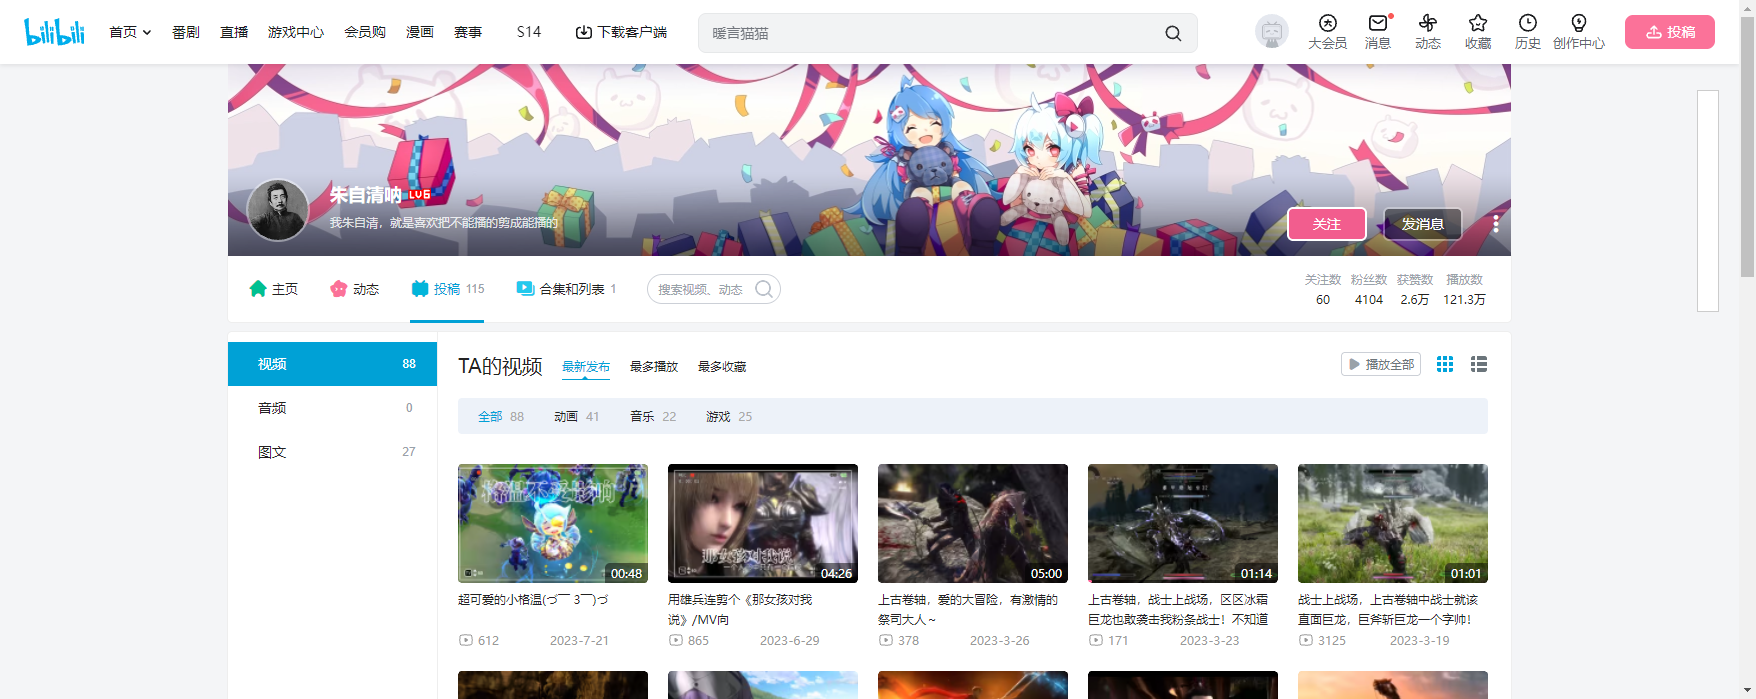 bilibili
首页
番剧
直播
游戏中心
会员购
漫画
赛事
S14
下载客户端
暖言猫猫
大会员
消息
动态
收藏
历史
创作中心
投稿
朱自清呐 LV5
我朱自清，就是喜欢把不能播的剪成能播的
关注
发消息
主页
动态
投稿 115
合集和列表 1
搜索视频、动态
关注数 粉丝数 获赞数 播放数
60 4104 2.6万 121.3万
视频 88
音频 0
图文 27
TA的视频
最新发布
最多播放
最多收藏
播放全部
全部 88
动画 41
音乐 22
游戏 25
格温不受影响
00:48
那女孩对我说
04:26
05:00
01:14
01:01
超可爱的小格温(づ￣ 3￣)づ
612 2023-7-21
用雄兵连剪个《那女孩对我
说》/MV向
865 2023-6-29
上古卷轴，爱的大冒险，有激情的
祭司大人～
378 2023-3-26
上古卷轴，战士上战场，区区冰霜
巨龙也敢袭击我粉条战士！不知道
171 2023-3-23
战士上战场，上古卷轴中战士就该
直面巨龙，巨斧斩巨龙一个字帅！
3125 2023-3-19